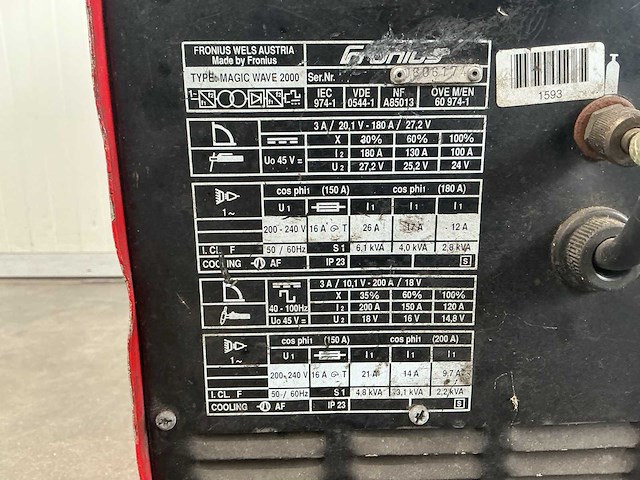 FRONIUS WELS AUSTRIA
Made by Fronius
Fronius
TYPE: MAGIC WAVE 2000 Ser.Nr.
IEC 974-1 VDE 0544-1 NF A85013 ÖVE M/EN 60 974-1
3 A / 20,1 V - 180 A / 27,2 V
X 30% 60% 100%
Uo 45 V = I2 180 A 130 A 100 A
U2 27,2 V 25,2 V 24 V
cos phi1 (150 A) cos phi1 (180 A)
1~ U1 I1 I1 I1
200 - 240 V 16 A T 26 A 17 A 12 A
I. CL. F 50 / 60Hz S1 6,1 kVA 4,0 kVA 2,8 kVA
COOLING AF IP 23 S
3 A / 10,1 V - 200 A / 18 V
X 35% 60% 100%
40 - 100Hz I2 200 A 150 A 120 A
Uo 45 V = U2 18 V 16 V 14,8 V
cos phi1 (150 A) cos phi1 (200 A)
1~ U1 I1 I1 I1
200 - 240 V 16 A T 21 A 14 A 9,7 A
I. CL. F 50 / 60Hz S1 4,8 kVA 3,1 kVA 2,2 kVA
COOLING AF IP 23 S
1593